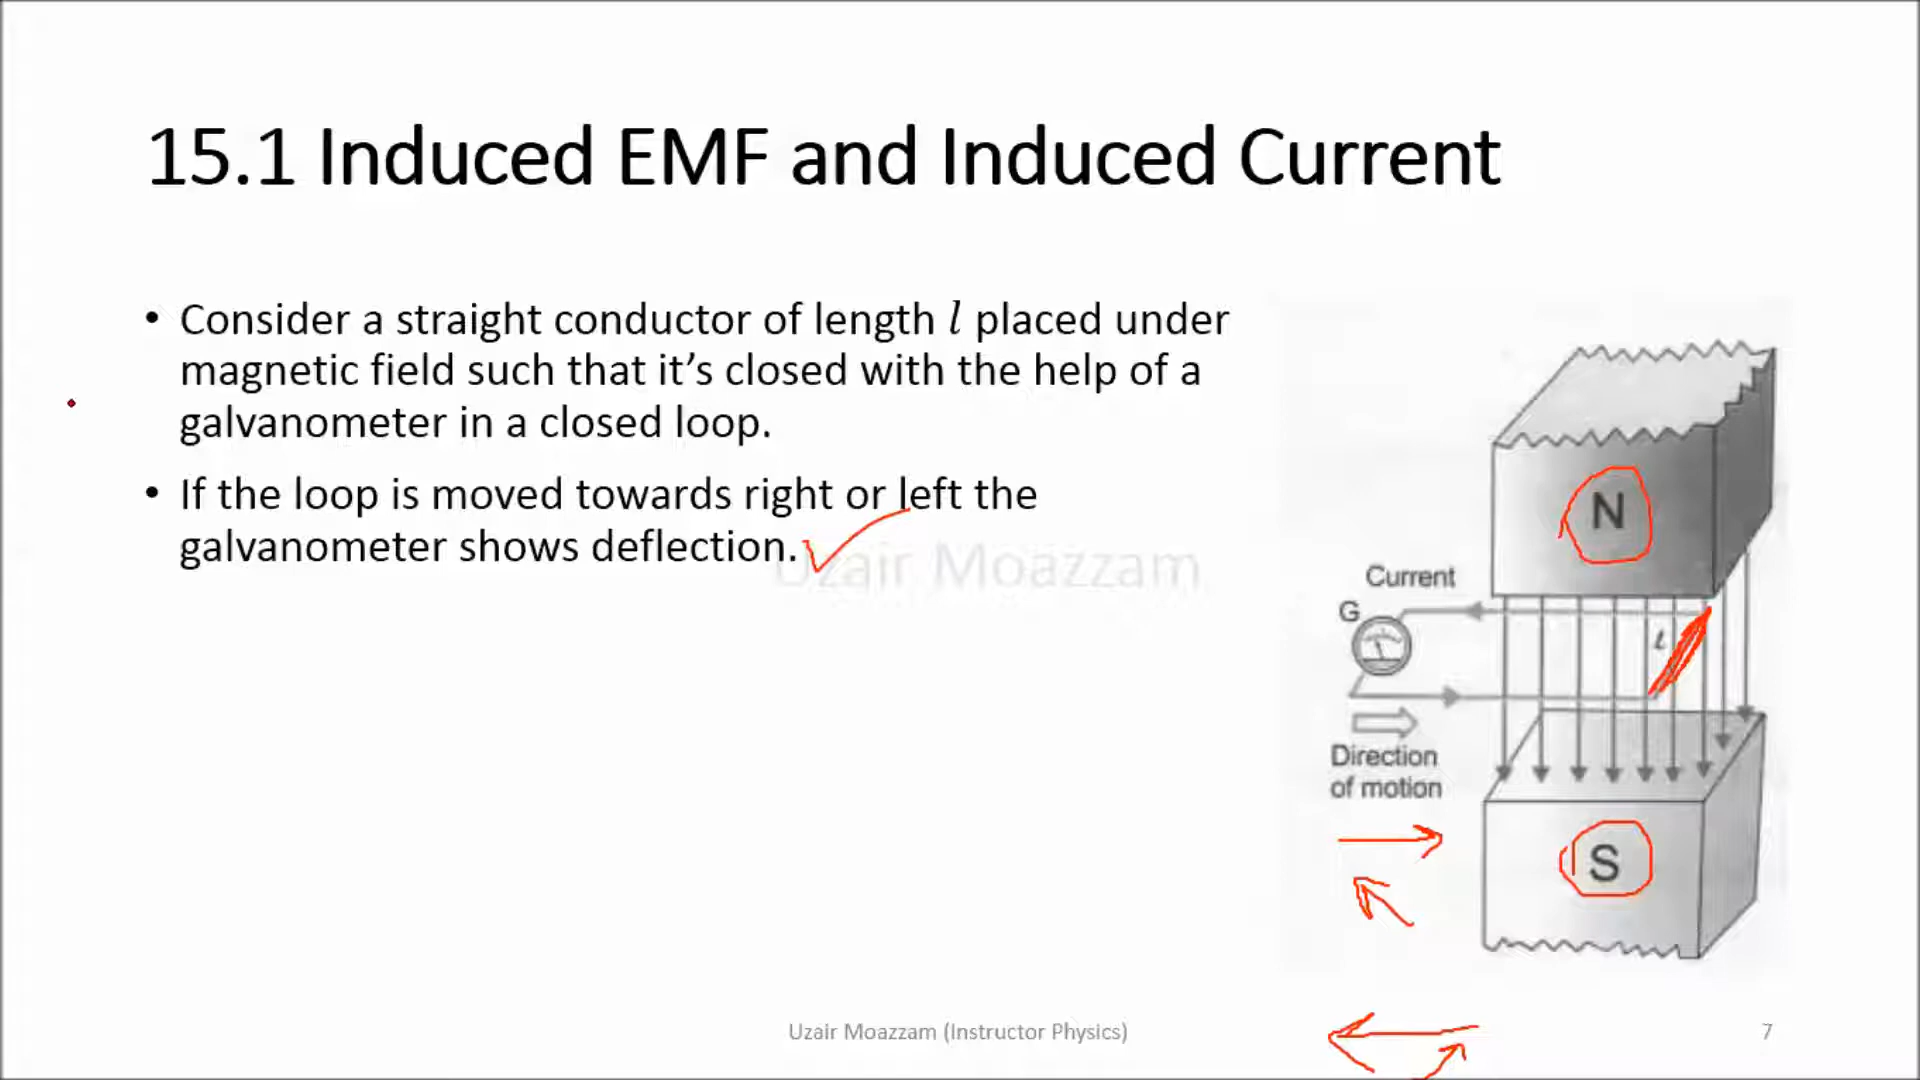 15.1 Induced EMF and Induced Current
• Consider a straight conductor of length l placed under
magnetic field such that it’s closed with the help of a
galvanometer in a closed loop.
• If the loop is moved towards right or left the
galvanometer shows deflection.
Uzair Moazzam
N
Current
G
l
Direction
of motion
S
Uzair Moazzam (Instructor Physics)
7